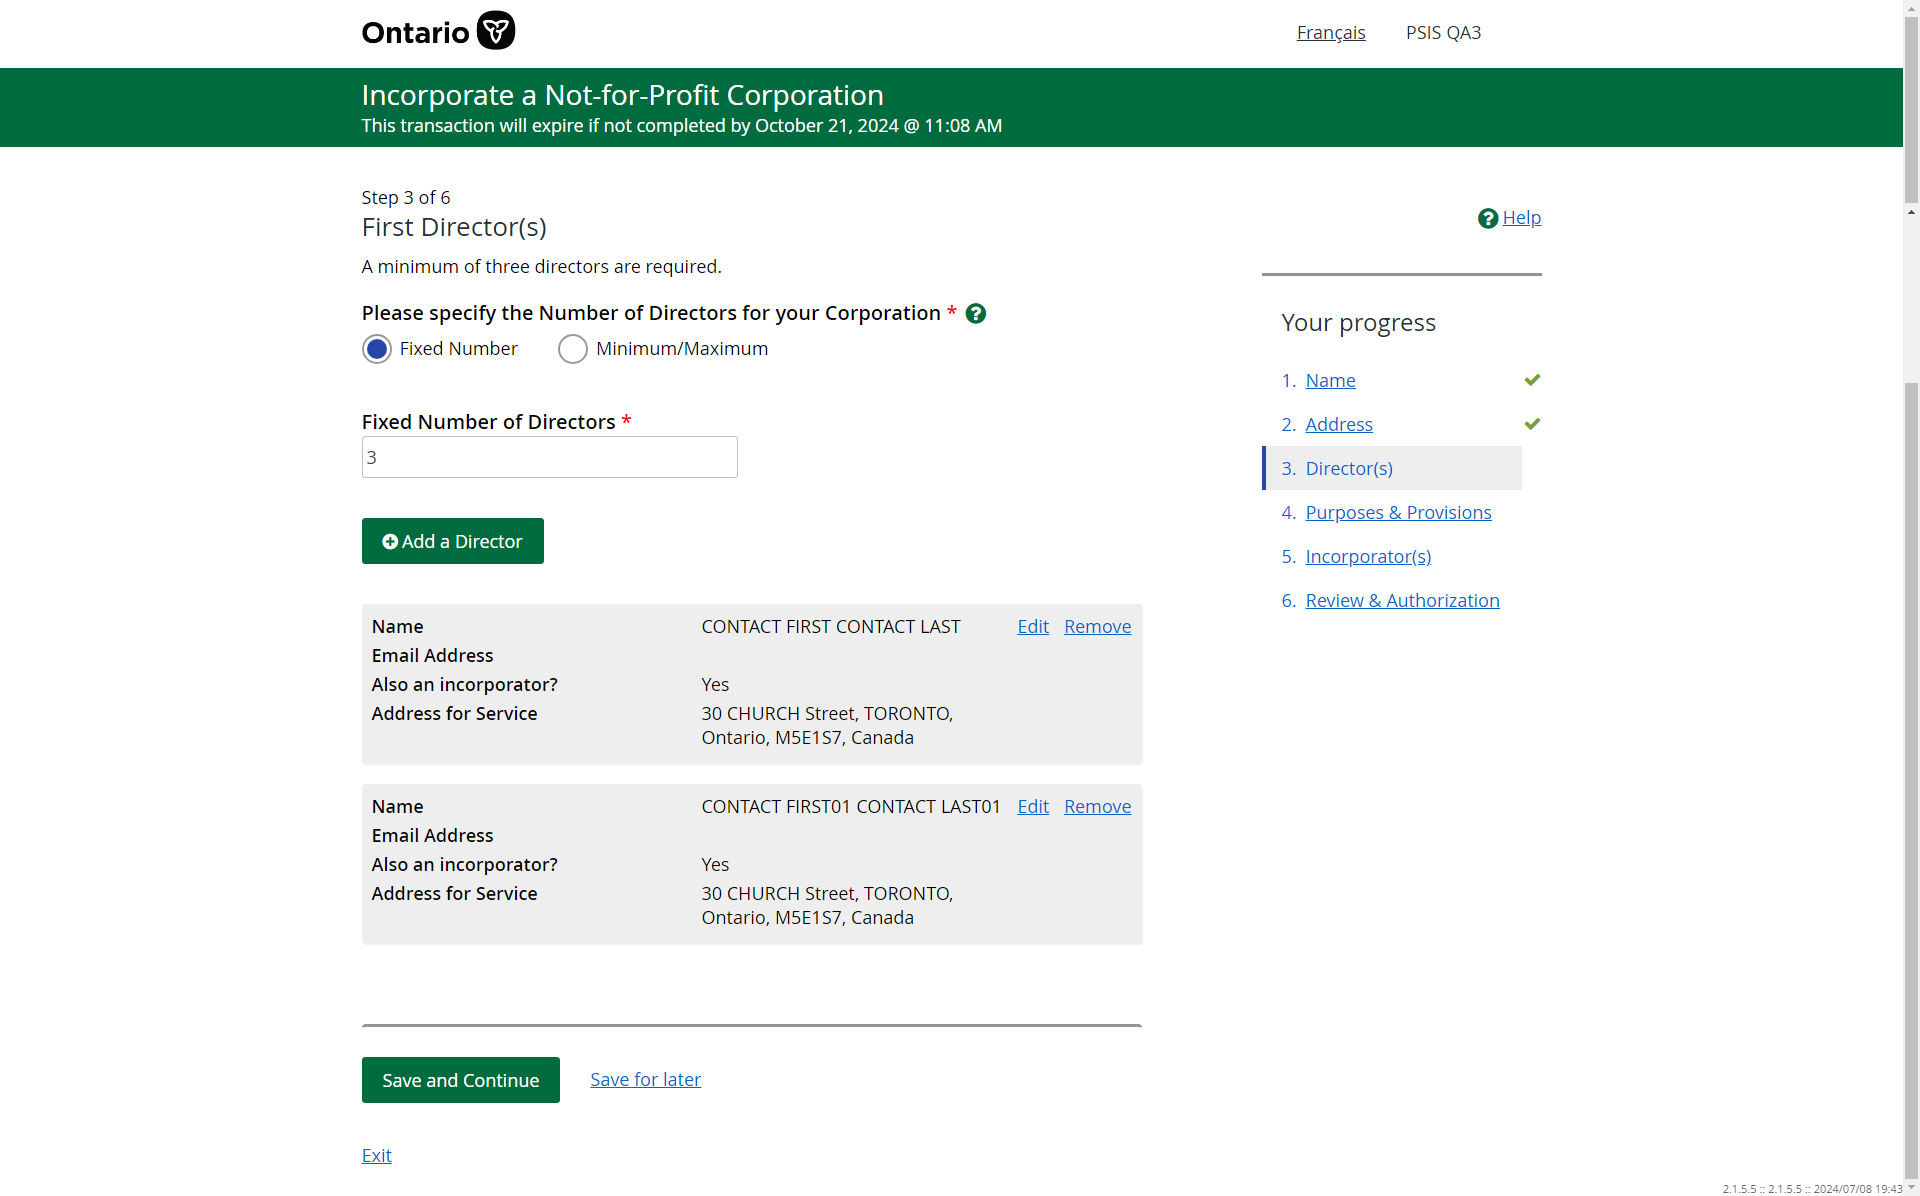 Ontario
Français
PSIS QA3
Incorporate a Not-for-Profit Corporation
This transaction will expire if not completed by October 21, 2024 @ 11:08 AM
Step 3 of 6
First Director(s)
A minimum of three directors are required.
Please specify the Number of Directors for your Corporation * ?
Fixed Number
Minimum/Maximum
Fixed Number of Directors *
3
Add a Director
Name CONTACT FIRST CONTACT LAST Edit Remove
Email Address
Also an incorporator? Yes
Address for Service 30 CHURCH Street, TORONTO,
Ontario, M5E1S7, Canada
Name CONTACT FIRST01 CONTACT LAST01 Edit Remove
Email Address
Also an incorporator? Yes
Address for Service 30 CHURCH Street, TORONTO,
Ontario, M5E1S7, Canada
Save and Continue
Save for later
Exit
? Help
Your progress
1. Name
2. Address
3. Director(s)
4. Purposes & Provisions
5. Incorporator(s)
6. Review & Authorization
2.1.5.5 :: 2.1.5.5 :: 2024/07/08 19:43